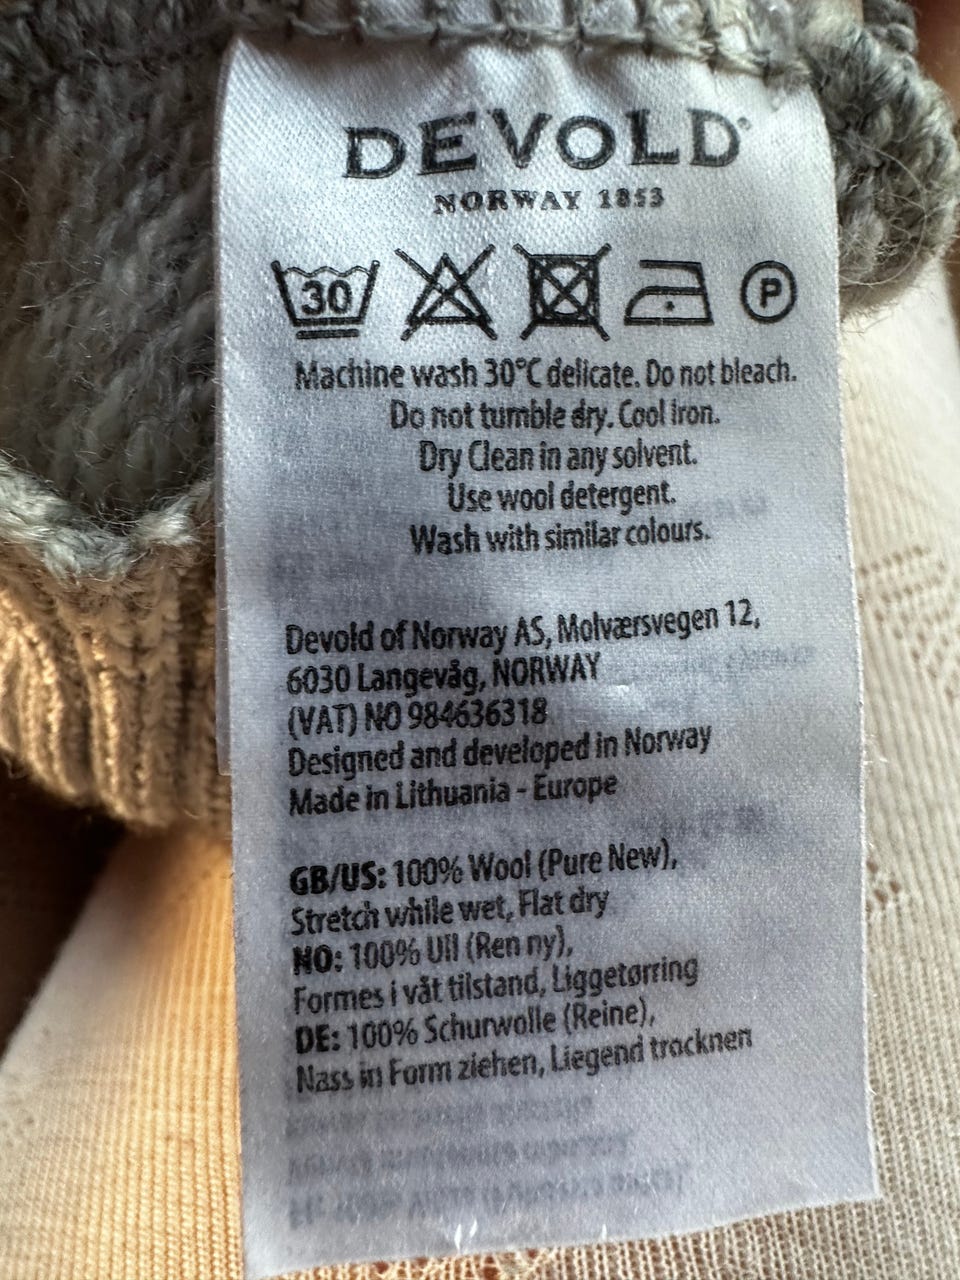 DEVOLD®
NORWAY 1853
30 P
Machine wash 30°C delicate. Do not bleach.
Do not tumble dry. Cool iron.
Dry Clean in any solvent.
Use wool detergent.
Wash with similar colours.
Devold of Norway AS, Molværsvegen 12,
6030 Langevåg, NORWAY
(VAT) NO 984636318
Designed and developed in Norway
Made in Lithuania - Europe
GB/US: 100% Wool (Pure New),
Stretch while wet, Flat dry
NO: 100% Ull (Ren ny),
Formes i våt tilstand, Liggetørring
DE: 100% Schurwolle (Reine),
Nass in Form ziehen, Liegend trocknen